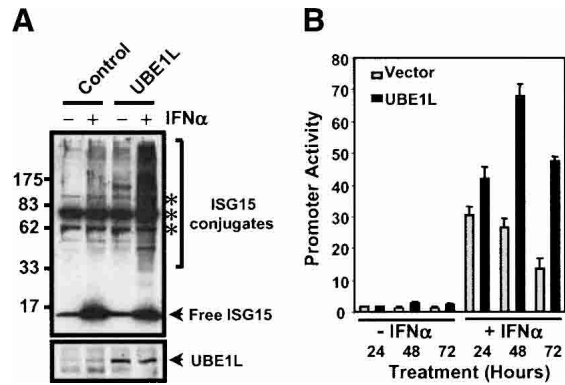 A
Control
UBE1L
− + − + IFNα
175
83
62
33
17
*
*
*
ISG15
conjugates
Free ISG15
UBE1L
B
Promoter Activity
80
70
60
50
40
30
20
10
0
Vector
UBE1L
- IFNα + IFNα
24 48 72 24 48 72
Treatment (Hours)